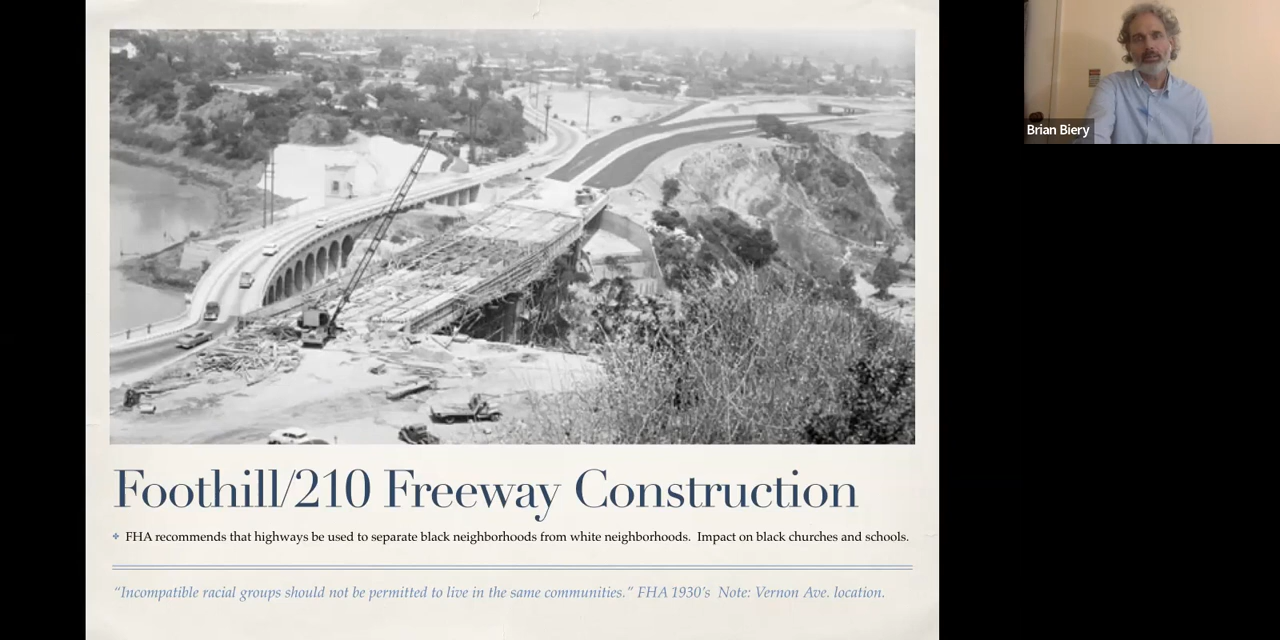 Brian Biery
Foothill/210 Freeway Construction
FHA recommends that highways be used to separate black neighborhoods from white neighborhoods.  Impact on black churches and schools.
“Incompatible racial groups should not be permitted to live in the same communities.” FHA 1930’s  Note: Vernon Ave. location.